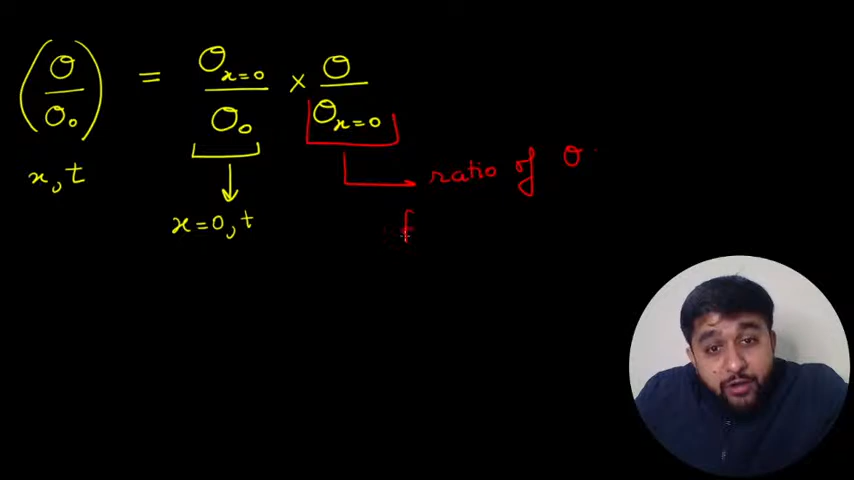 (θ/θ₀) = θₓ₌₀/θ₀ × θ/θₓ₌₀
x, t
x=0, t
ratio of θ
f